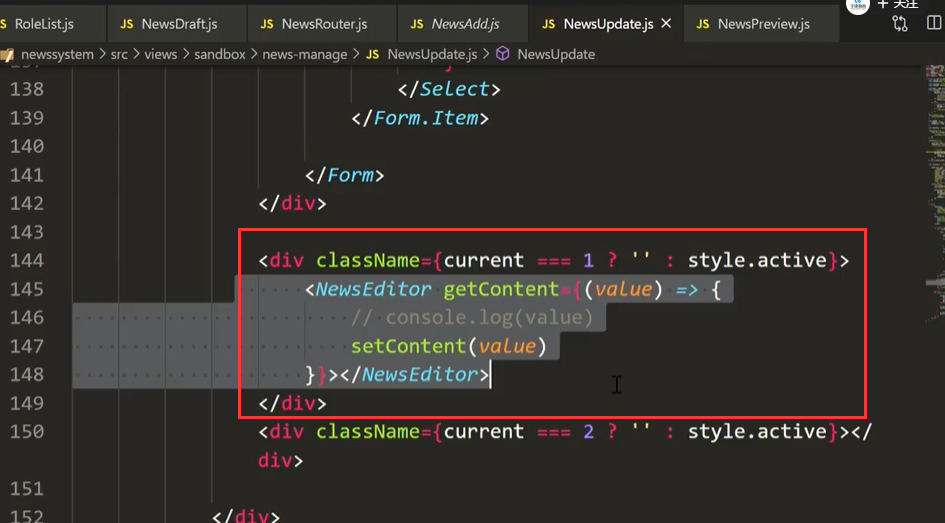 RoleList.js JS NewsDraft.js JS NewsRouter.js JS NewsAdd.js JS NewsUpdate.js × JS NewsPreview.js + 关注
newssystem > src > views > sandbox > news-manage > JS NewsUpdate.js > NewsUpdate
138 </Select>
139 </Form.Item>
140
141 </Form>
142 </div>
143
144 <div className={current === 1 ? '' : style.active}>
145 <NewsEditor getContent={(value) => {
146 // console.log(value)
147 setContent(value)
148 }}></NewsEditor>
149 </div>
150 <div className={current === 2 ? '' : style.active}></
div>
151
152 </div>